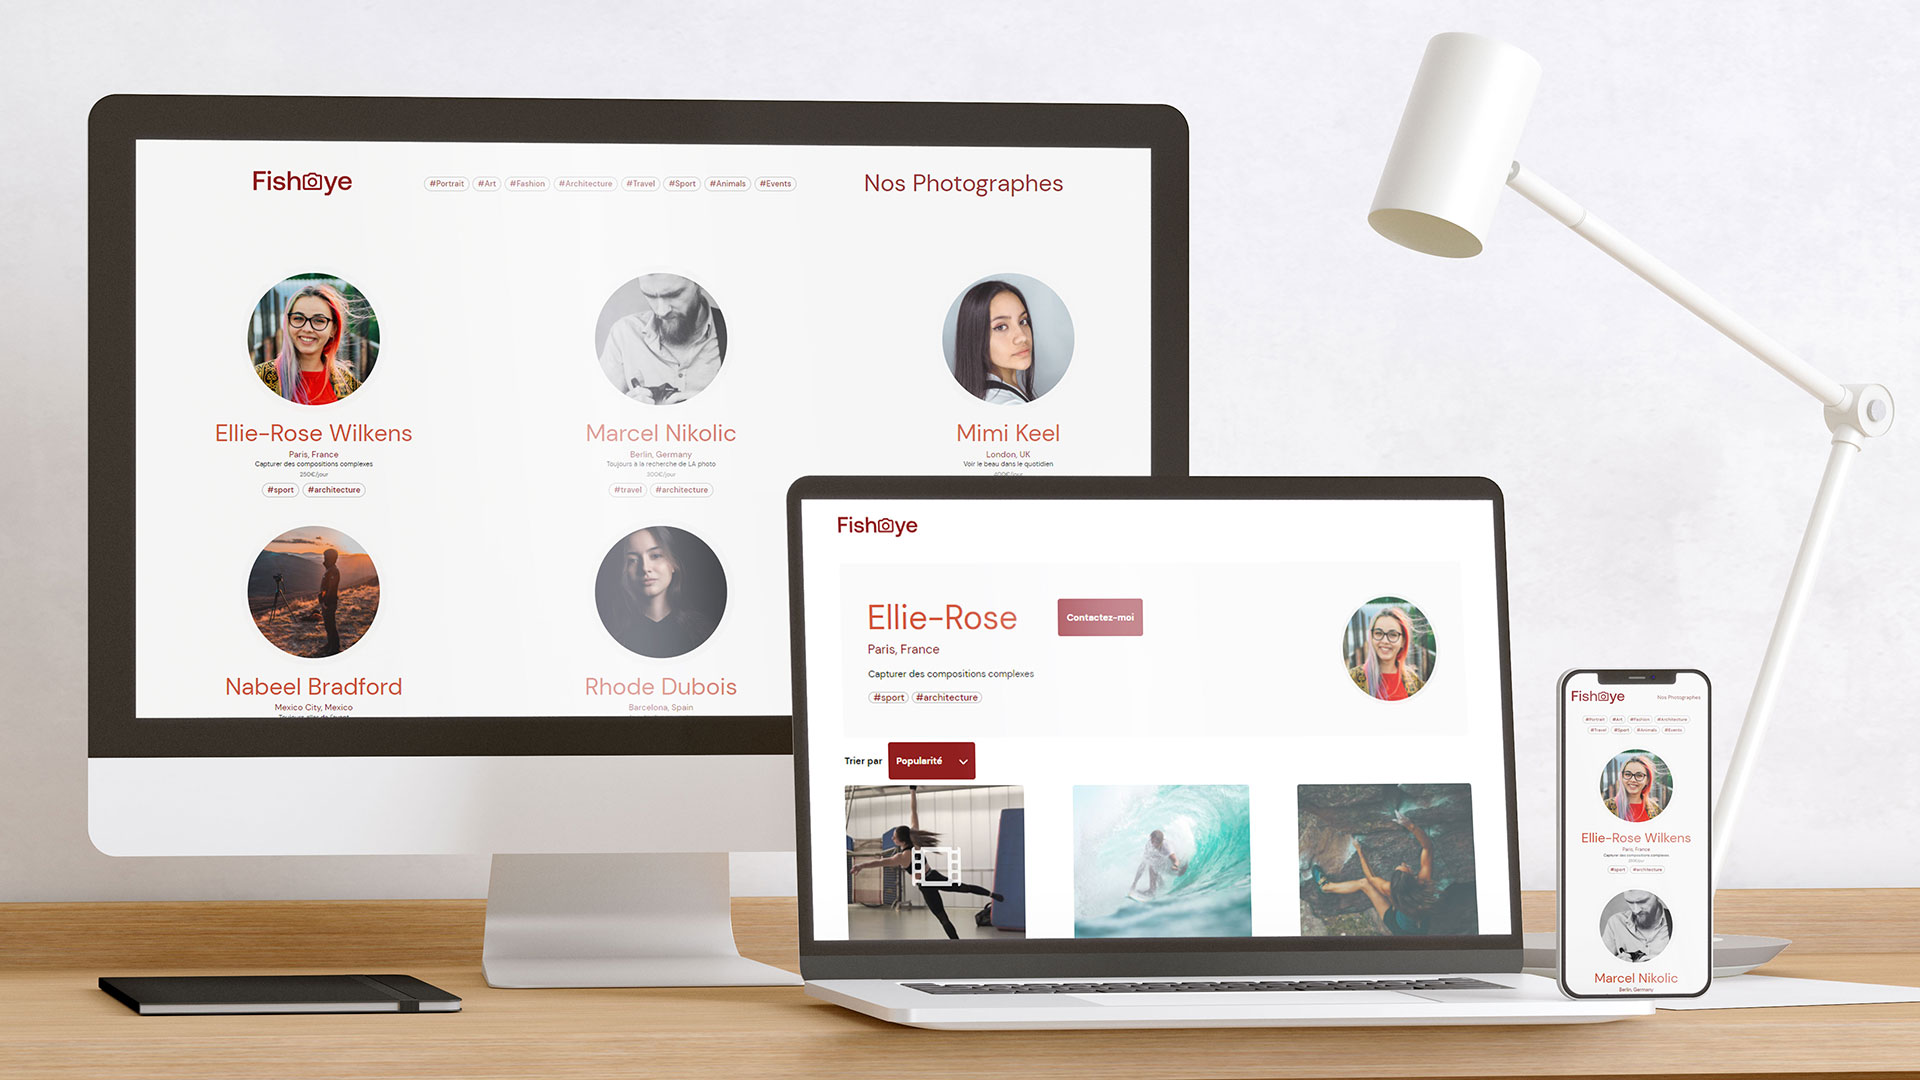 Fisheye
#Portrait #Art #Fashion #Architecture #Travel #Sport #Animals #Events
Nos Photographes
Ellie-Rose Wilkens
Paris, France
Capturer des compositions complexes
250€/jour
#sport #architecture
Marcel Nikolic
Berlin, Germany
Toujours à la recherche de LA photo
300€/jour
#travel #architecture
Mimi Keel
London, UK
Voir le beau dans le quotidien
Nabeel Bradford
Mexico City, Mexico
Rhode Dubois
Barcelona, Spain
Fisheye
Ellie-Rose
Contactez-moi
Paris, France
Capturer des compositions complexes
#sport #architecture
Trier par
Popularité
Fisheye
Nos Photographes
#Portrait #Art #Fashion #Architecture
#Travel #Sport #Animals #Events
Ellie-Rose Wilkens
Paris, France
Capturer des compositions complexes
#sport #architecture
Marcel Nikolic
Berlin, Germany